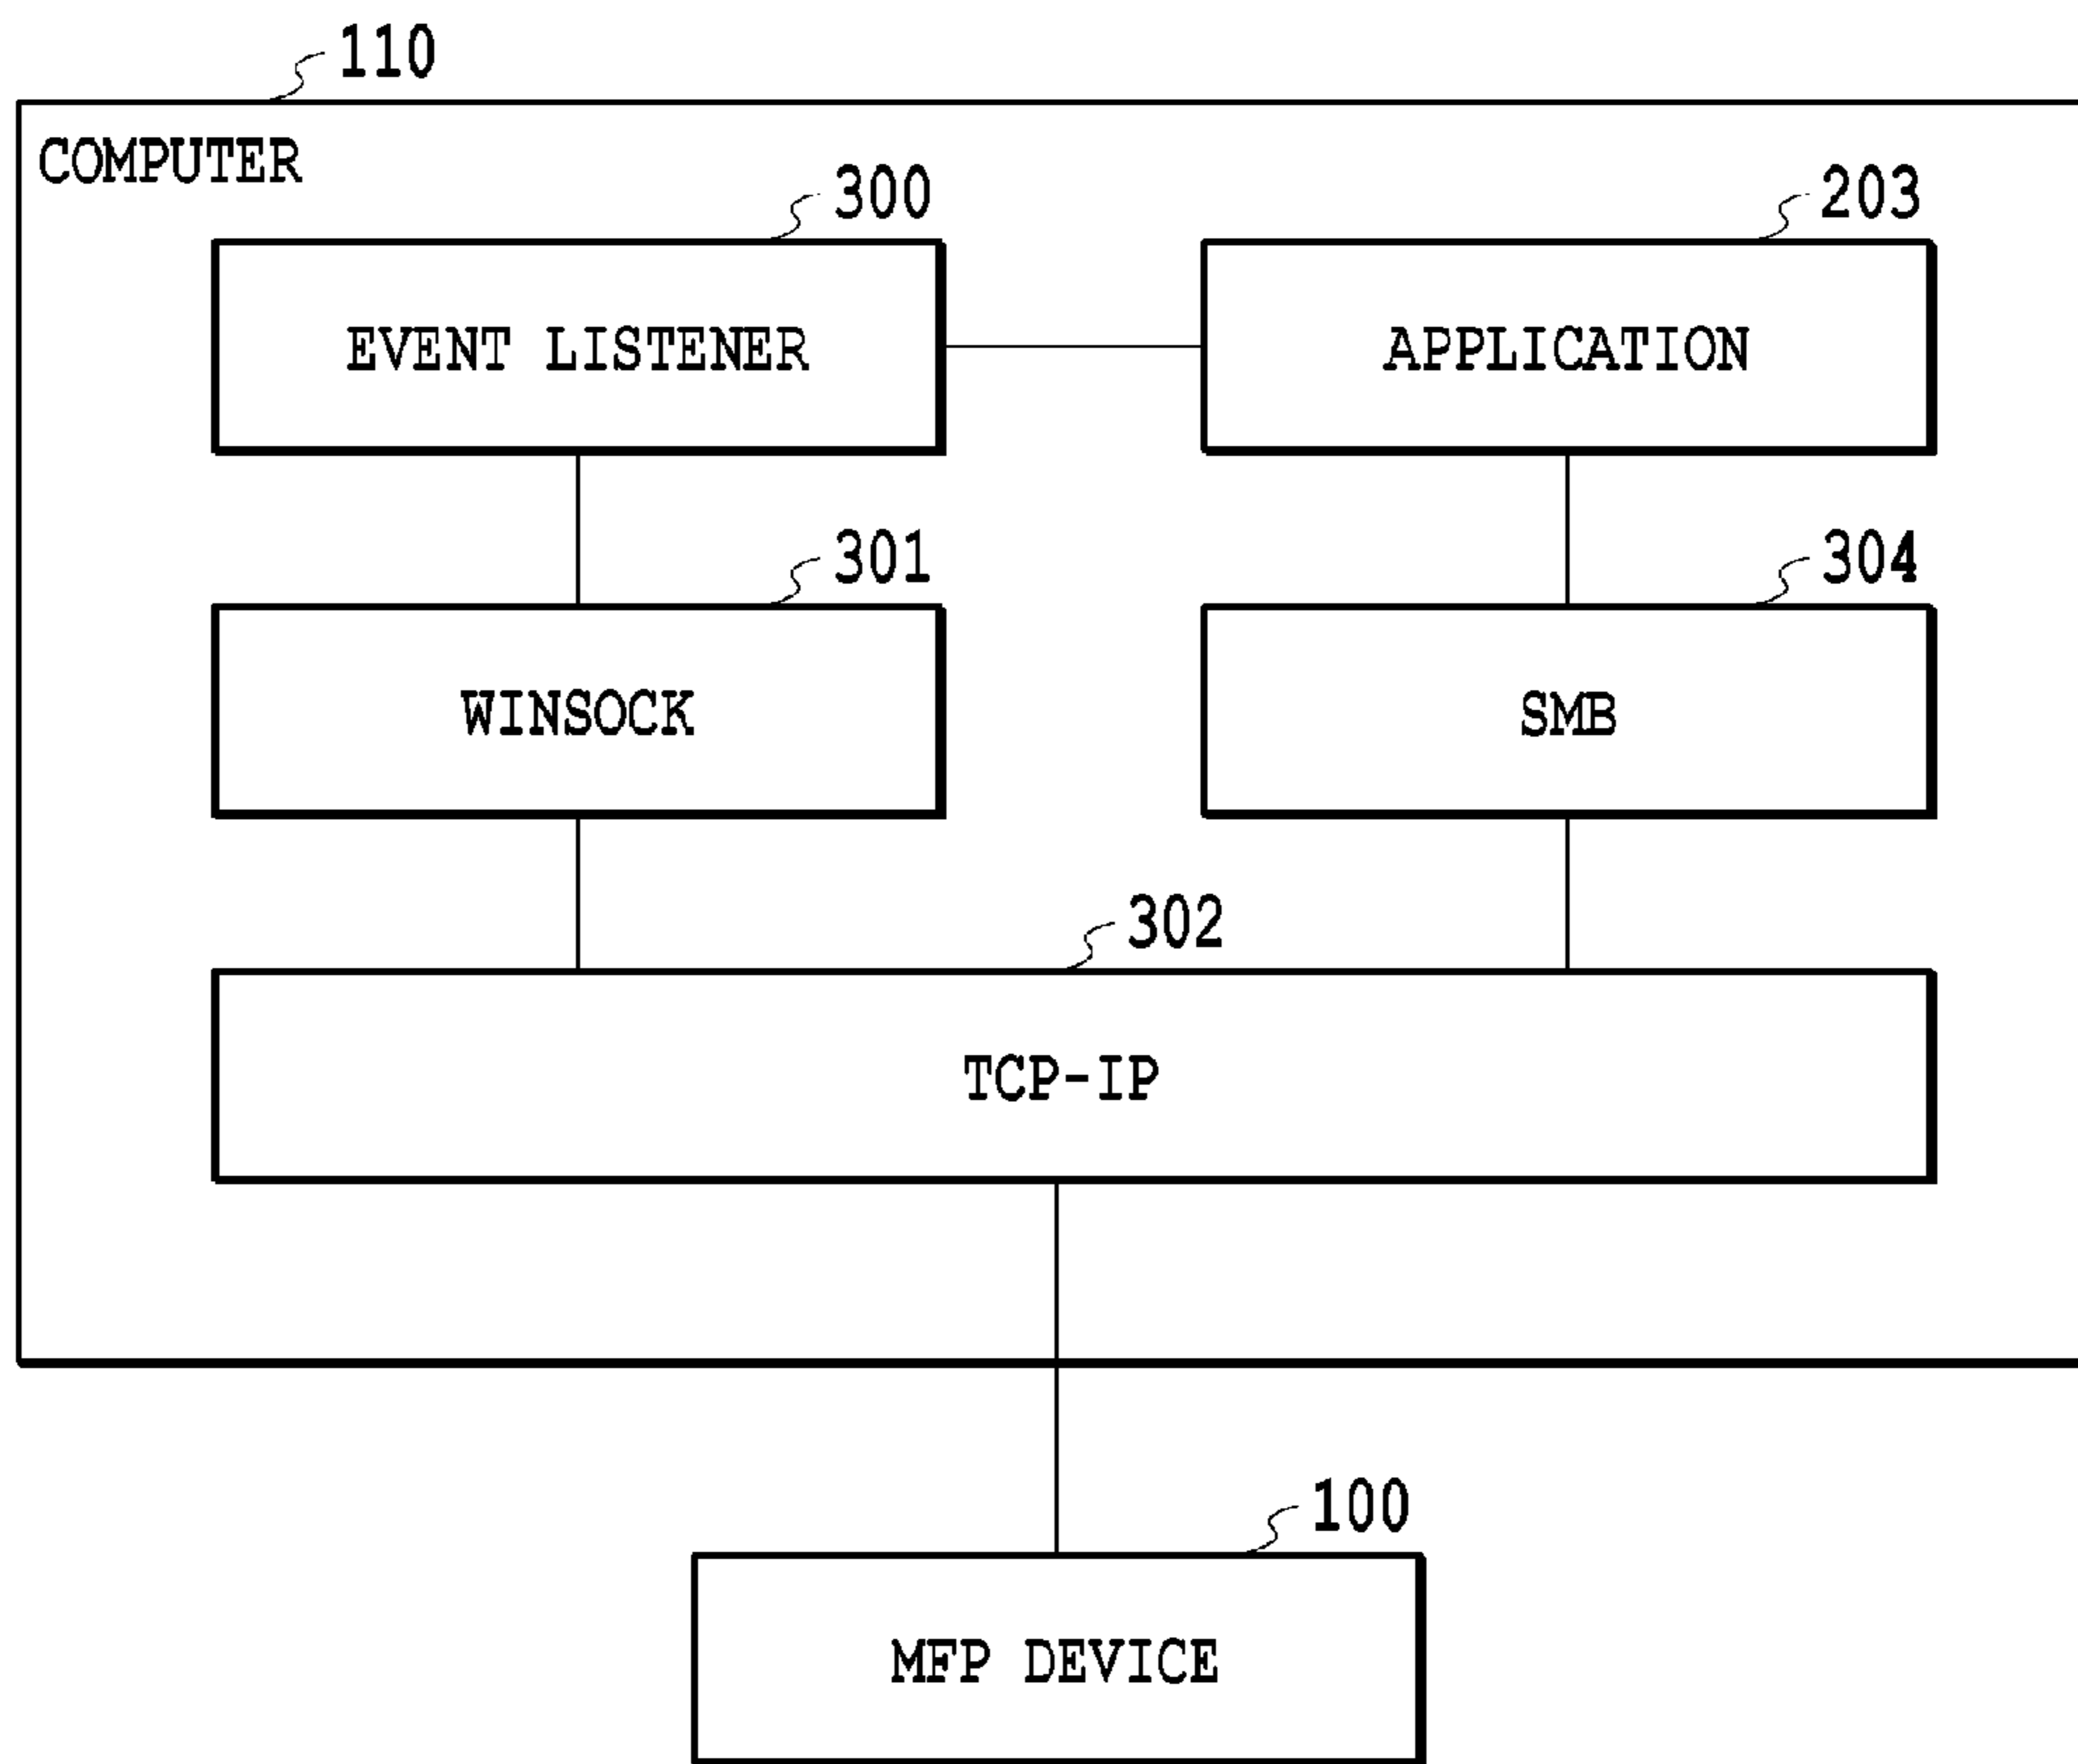 110
COMPUTER
300
203
EVENT LISTENER
APPLICATION
301
304
WINSOCK
SMB
302
TCP-IP
100
MFP DEVICE